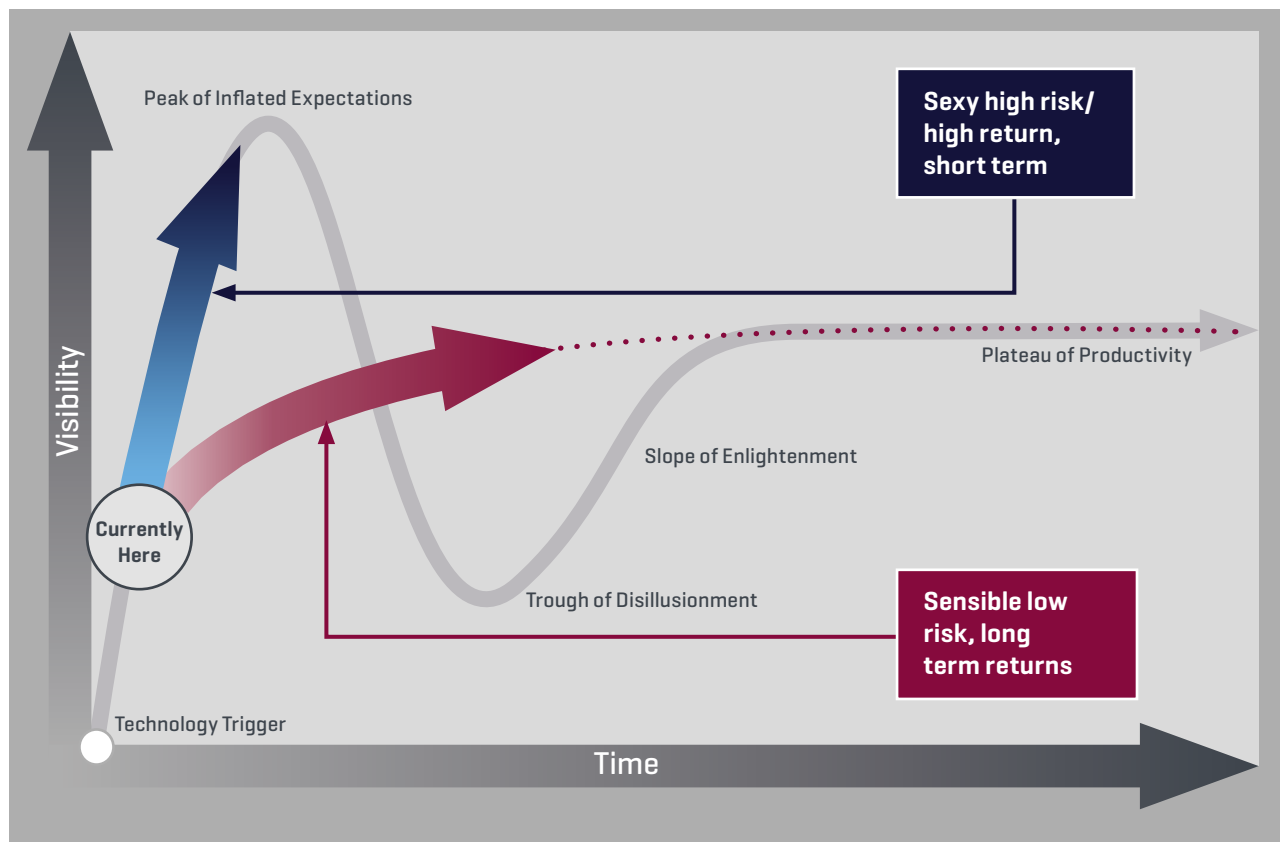 Peak of Inflated Expectations
Sexy high risk/
high return,
short term
Visibility
Plateau of Productivity
Slope of Enlightenment
Currently
Here
Trough of Disillusionment
Sensible low
risk, long
term returns
Technology Trigger
Time